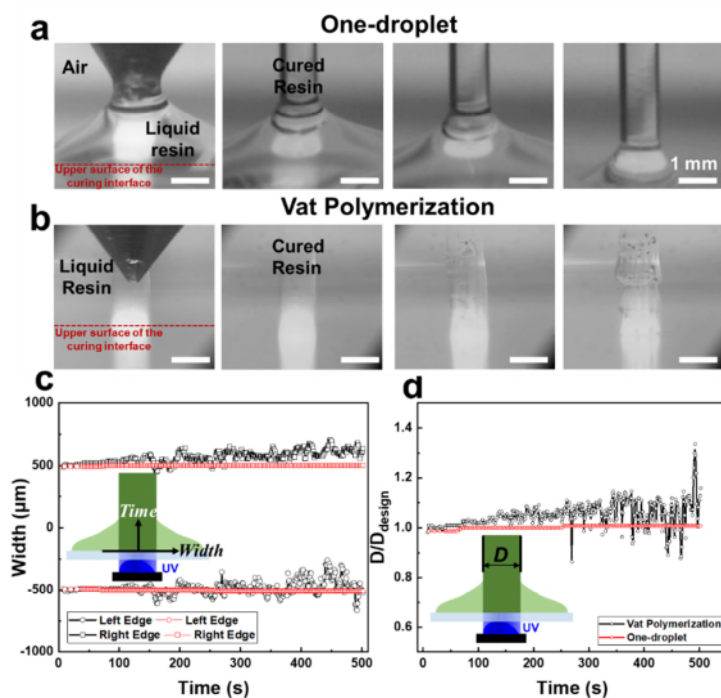 a
One-droplet
Air
Liquid
resin
Upper surface of the
curing interface
Cured
Resin
1 mm
b
Vat Polymerization
Liquid
Resin
Upper surface of the
curing interface
Cured
Resin
c
1000
500
0
-500
-1000
Width (µm)
Time
Width
UV
Left Edge
Left Edge
Right Edge
Right Edge
0
100
200
300
400
500
Time (s)
d
1.4
1.2
1.0
0.8
0.6
D/Ddesign
D
UV
Vat Polymerization
One-droplet
0
100
200
300
400
500
Time (s)